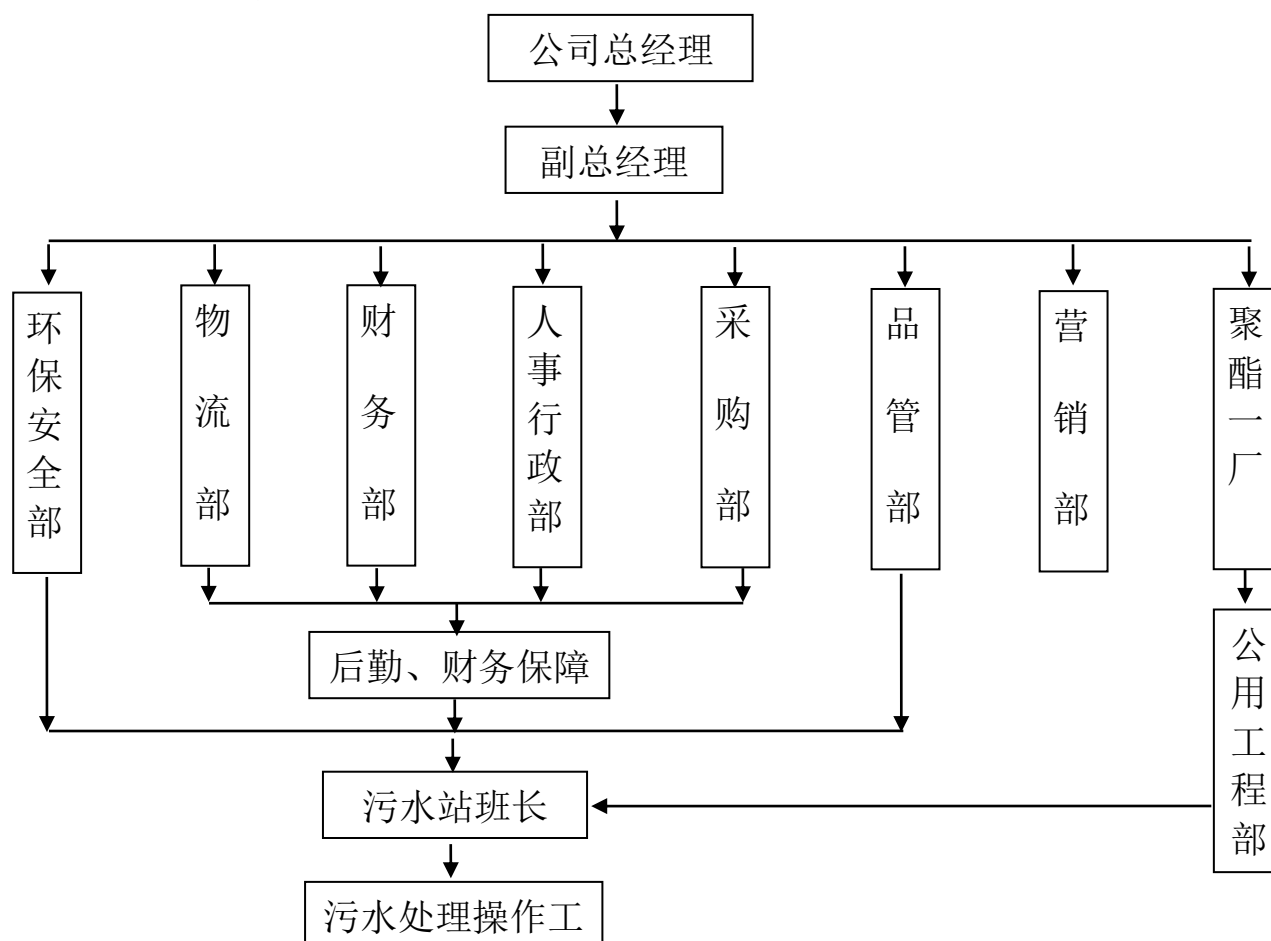 公司总经理
副总经理
环保安全部
物流部
财务部
人事行政部
采购部
品管部
营销部
聚酯一厂
后勤、财务保障
公用工程部
污水站班长
污水处理操作工